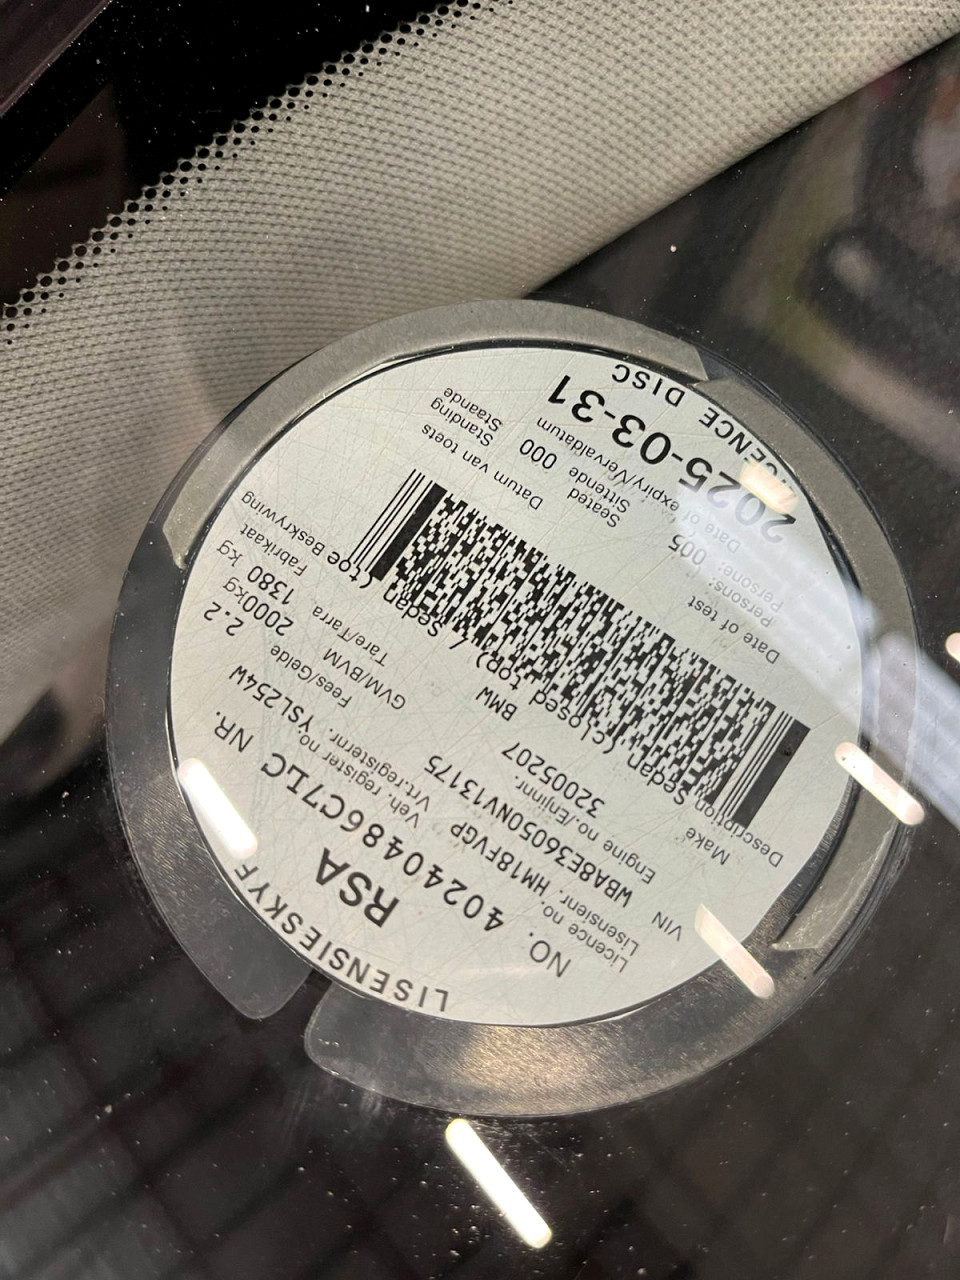 LISENSIESKYF
RSA
NO. 40240486C7LC NR.
Licence no. Veh. register no. Fees/Gelde
Lisensienr. HM18FVGP Vrt.registernr. YSL254W 2.2
VIN WBA8E36050NV13175 GVM/BVM 2000kg
Engine no./Enjinnr. 32005207 Tare/Tarra 1380 kg
Make BMW Fabrikaat
Description Sedan (closed top) / Sedan (toe Beskrywing
Date of test Datum van toets
Persons: 005 Seated Standing
Persone: Sittende 000 Staande
Date of expiry/Vervaldatum
2025-03-31
LICENCE DISC